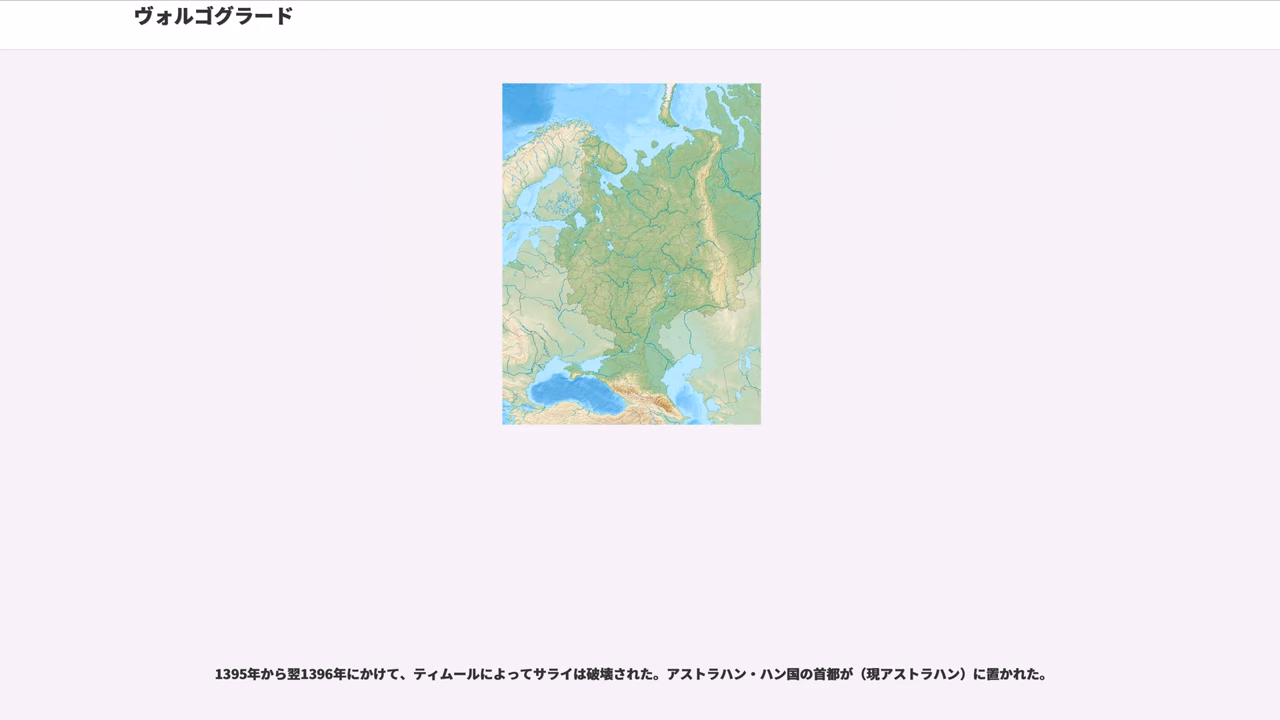 ヴォルゴグラード
1395年から翌1396年にかけて、ティムールによってサライは破壊された。アストラハン・ハン国の首都が（現アストラハン）に置かれた。